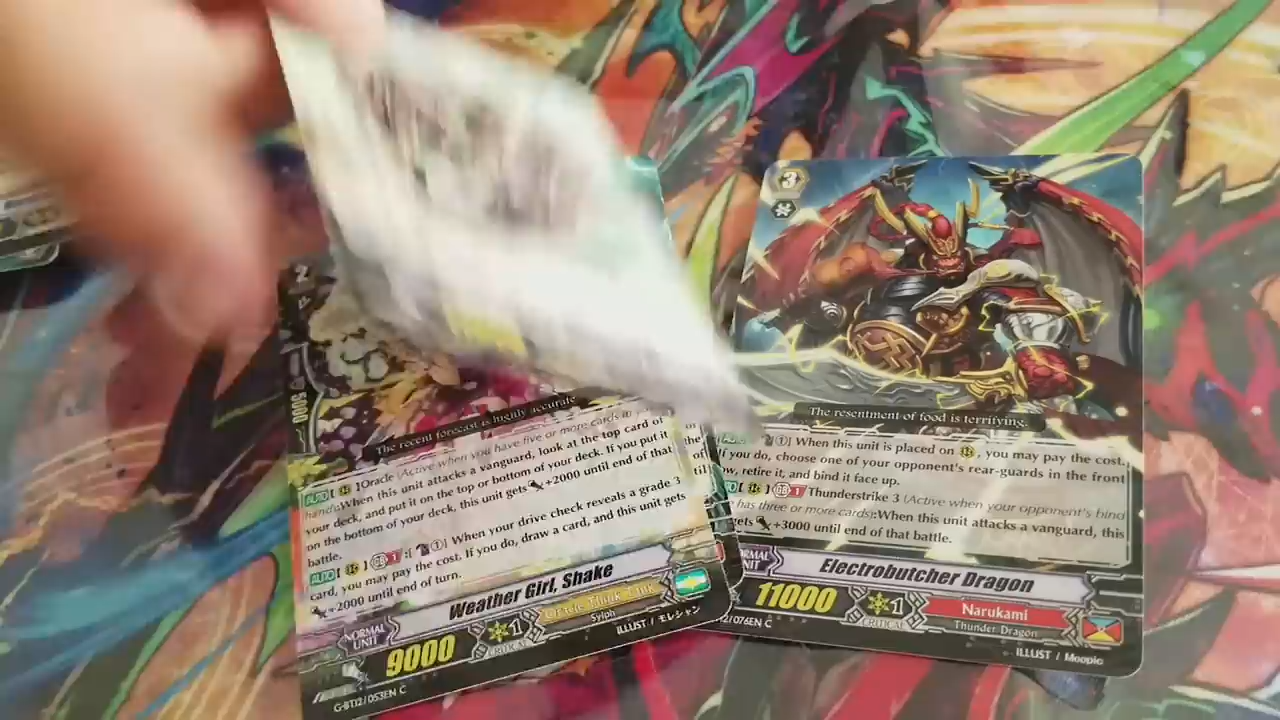 2
5000
The recent forecast is highly accurate
AUTO [ ]Oracle (Active when you have five or more cards in
hand):When this unit attacks a vanguard, look at the top card of
your deck, and put it on the top or bottom of your deck. If you put it
on the bottom of your deck, this unit gets +2000 until end of that
battle.
AUTO [ ] 1 :[ ①] When your drive check reveals a grade 3
card, you may pay the cost. If you do, draw a card, and this unit gets
+2000 until end of turn.
Weather Girl, Shake
NORMAL
UNIT
Oracle Think Tank
Sylph
9000
1
CRITICAL
ILLUST / モレシャン
G-BT12/053EN C
3
The resentment of food is terrifying.
①] When this unit is placed on , you may pay the cost.
If you do, choose one of your opponent's rear-guards in the front
row, retire it, and bind it face up.
[ ] 1 Thunderstrike 3 (Active when your opponent's bind
has three or more cards):When this unit attacks a vanguard, this
gets +3000 until end of that battle.
Electrobutcher Dragon
UNIT
11000
1
CRITICAL
Narukami
Thunder Dragon
/076EN C
ILLUST / Moopic